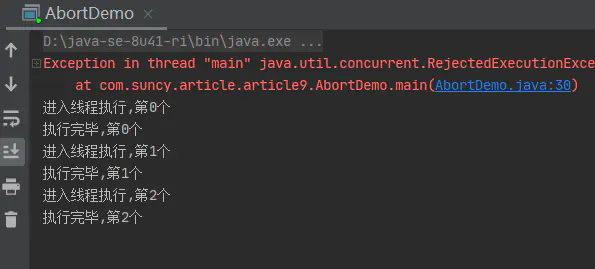 AbortDemo
D:\java-se-8u41-ri\bin\java.exe ...
Exception in thread "main" java.util.concurrent.RejectedExecutionExce
at com.suncy.article.article9.AbortDemo.main(AbortDemo.java:30)
进入线程执行,第0个
执行完毕,第0个
进入线程执行,第1个
执行完毕,第1个
进入线程执行,第2个
执行完毕,第2个